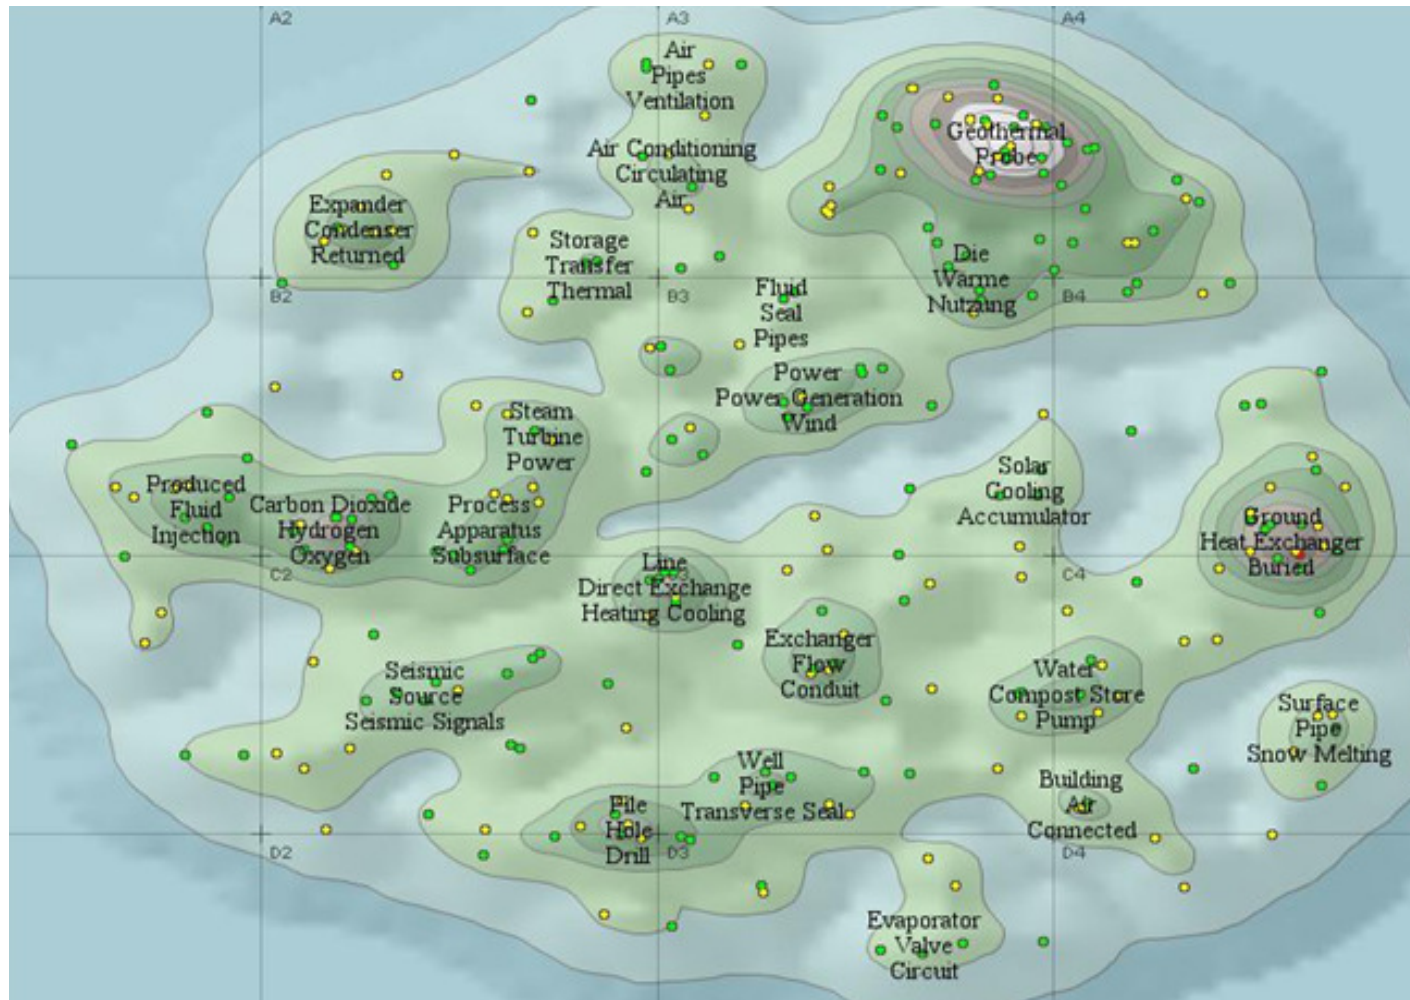 A2
A3
A4
Air
Pipes
Ventilation
Geothermal
Probe
Air Conditioning
Circulating
Air
Expander
Condenser
Returned
Storage
Transfer
Thermal
Die
Warme
Nutzung
B2
B3
B4
Fluid
Seal
Pipes
Power
Power Generation
Wind
Steam
Turbine
Power
Solar
Cooling
Accumulator
Produced
Fluid
Injection
Carbon Dioxide
Hydrogen
Oxygen
Process
Apparatus
Subsurface
Ground
Heat Exchanger
Buried
C2
C4
Line
Direct Exchange
Heating Cooling
Exchanger
Flow
Conduit
Seismic
Source
Seismic Signals
Water
Compost Store
Pump
Surface
Pipe
Snow Melting
Well
Pipe
Transverse Seal
Building
Air
Connected
Pile
Hole
Drill
D2
D3
D4
Evaporator
Valve
Circuit